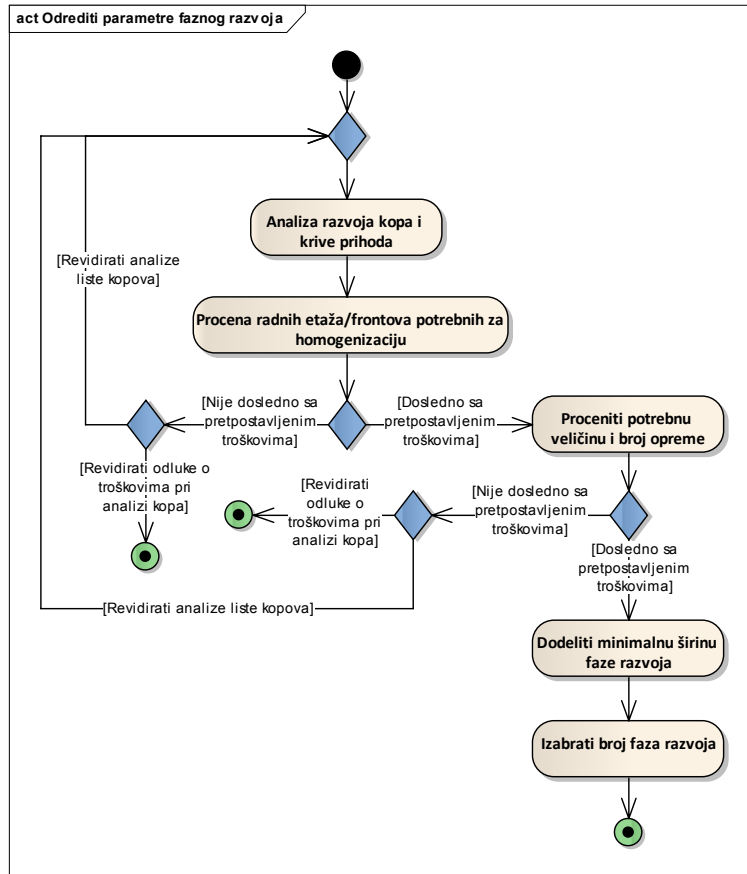 act Odrediti parametre faznog razvoja
Analiza razvoja kopa i
krive prihoda
[Revidirati analize
liste kopova]
Procena radnih etaža/frontova potrebnih za
homogenizaciju
[Nije dosledno sa
pretpostavljenim
troškovima]
[Dosledno sa
pretpostavljenim
troškovima]
Proceniti potrebnu
veličinu i broj opreme
[Revidirati odluke o
troškovima pri
analizi kopa]
[Revidirati
odluke o
troškovima pri
analizi kopa]
[Nije dosledno sa
pretpostavljenim
troškovima]
[Dosledno sa
pretpostavljenim
troškovima]
[Revidirati analize liste kopova]
Dodeliti minimalnu širinu
faze razvoja
Izabrati broj faza razvoja